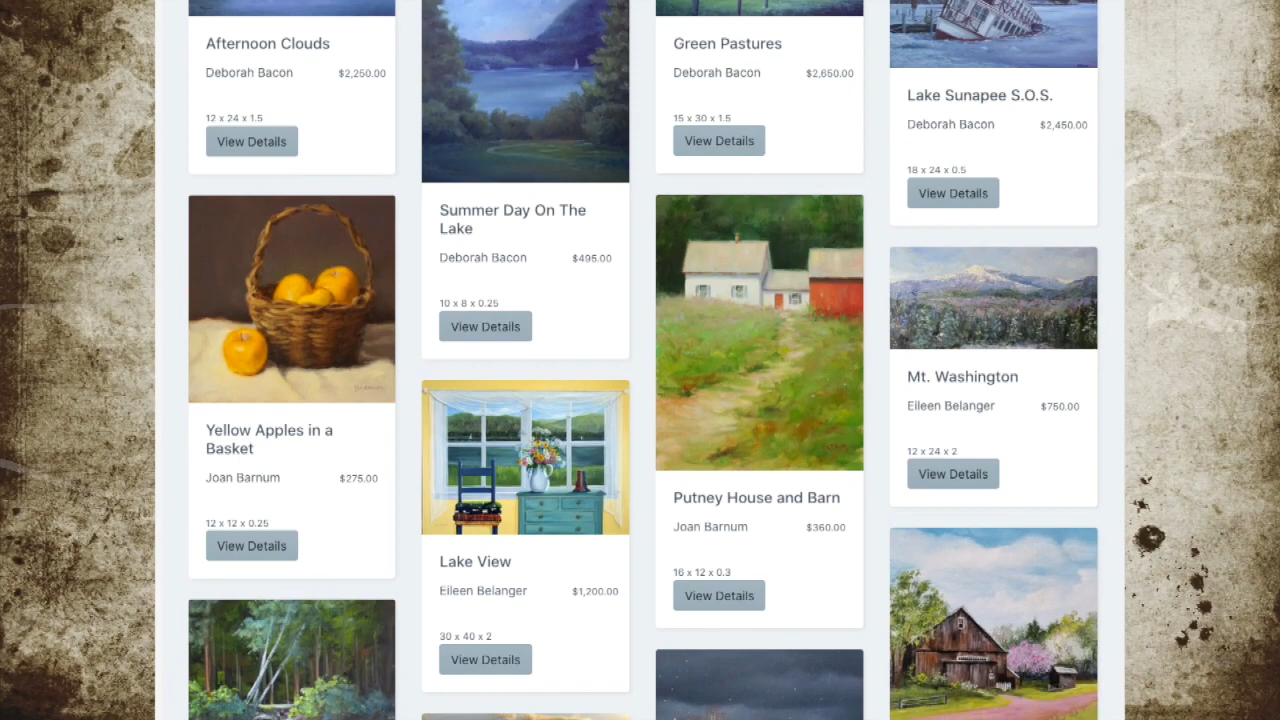 Afternoon Clouds
Deborah Bacon $2,250.00
12 x 24 x 1.5
View Details
Yellow Apples in a
Basket
Joan Barnum $275.00
12 x 12 x 0.25
View Details
Summer Day On The
Lake
Deborah Bacon $495.00
10 x 8 x 0.25
View Details
Lake View
Eileen Belanger $1,200.00
30 x 40 x 2
View Details
Green Pastures
Deborah Bacon $2,650.00
15 x 30 x 1.5
View Details
Putney House and Barn
Joan Barnum $360.00
16 x 12 x 0.3
View Details
Lake Sunapee S.O.S.
Deborah Bacon $2,450.00
18 x 24 x 0.5
View Details
Mt. Washington
Eileen Belanger $750.00
12 x 24 x 2
View Details